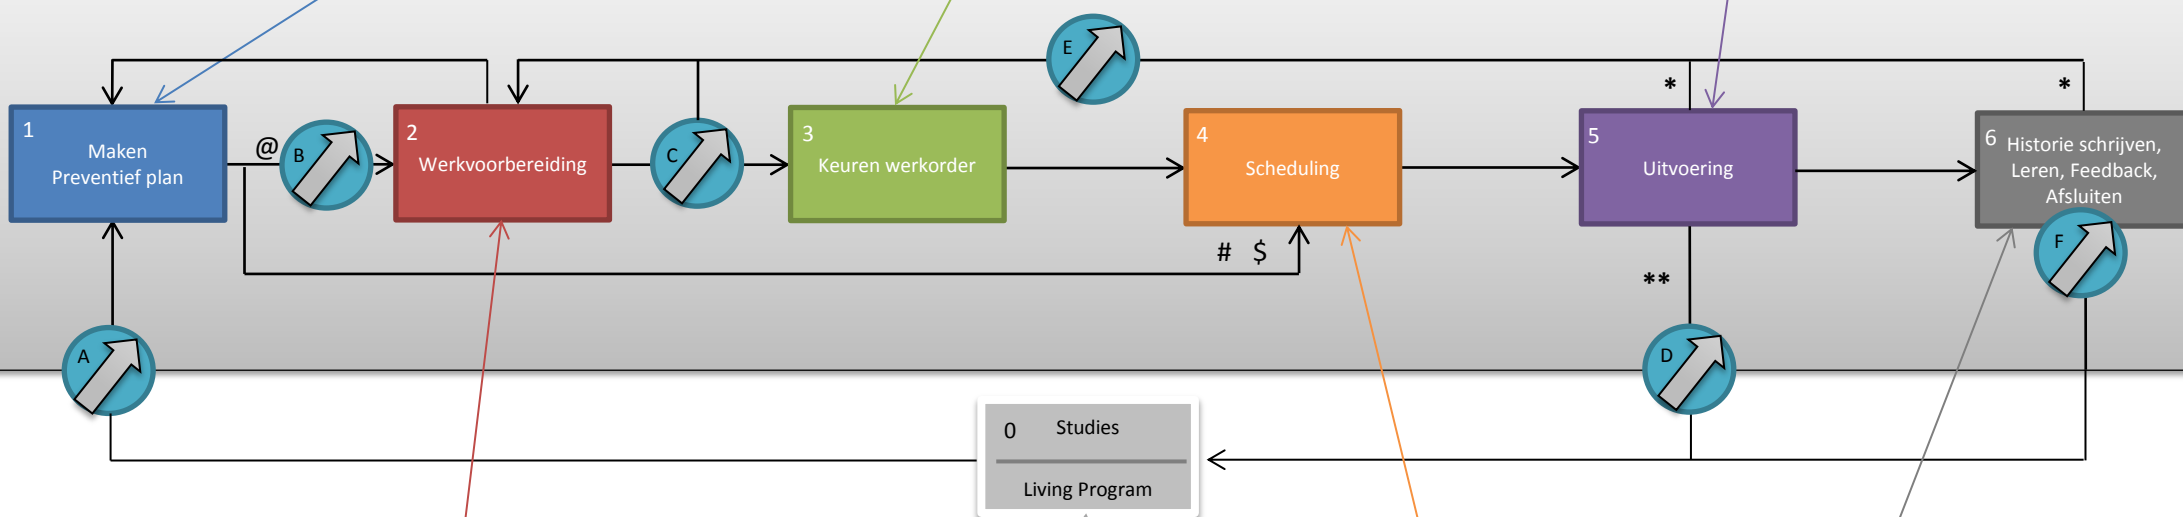 E
*
*
1
Maken
Preventief plan
@
B
2
Werkvoorbereiding
C
3
Keuren werkorder
4
Scheduling
5
Uitvoering
6
Historie schrijven,
Leren, Feedback,
Afsluiten
F
# $
**
A
D
0
Studies
Living Program